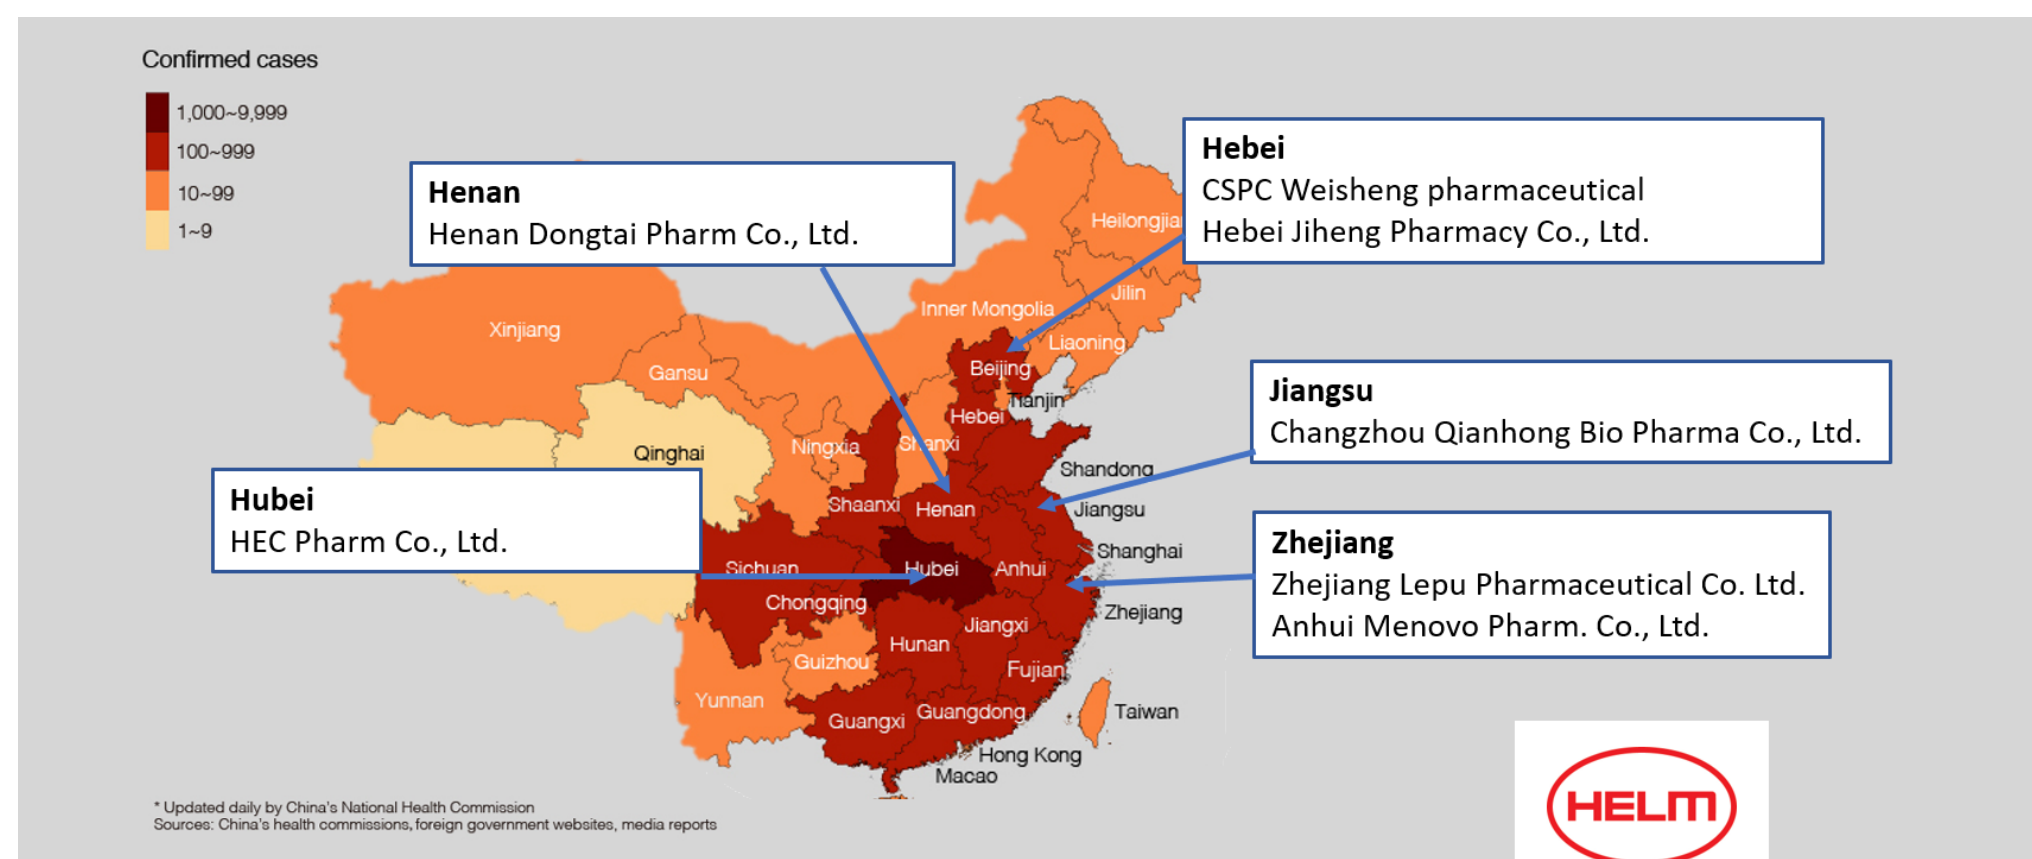 Confirmed cases
1,000~9,999
100~999
10~99
1~9
Henan
Henan Dongtai Pharm Co., Ltd.
Hebei
CSPC Weisheng pharmaceutical
Hebei Jiheng Pharmacy Co., Ltd.
Heilongjia
Jilin
Inner Mongolia
Liaoning
Xinjiang
Gansu
Beijing
Tianjin
Hebei
Jiangsu
Changzhou Qianhong Bio Pharma Co., Ltd.
Qinghai
Ningxia
Shanxi
Shandong
Hubei
HEC Pharm Co., Ltd.
Shaanxi
Henan
Jiangsu
Zhejiang
Zhejiang Lepu Pharmaceutical Co. Ltd.
Anhui Menovo Pharm. Co., Ltd.
Shanghai
Sichuan
Hubei
Anhui
Chongqing
Zhejiang
Jiangxi
Hunan
Guizhou
Fujian
Yunnan
Guangxi
Guangdong
Taiwan
Hong Kong
Macao
* Updated daily by China's National Health Commission
Sources: China's health commissions, foreign government websites, media reports
HELM